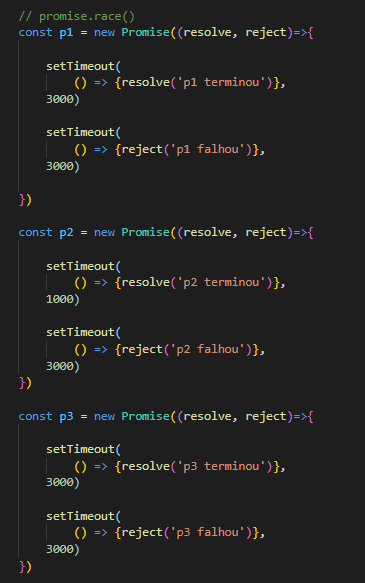 // promise.race()
const p1 = new Promise((resolve, reject)=>{
setTimeout(
() => {resolve('p1 terminou')},
3000)
setTimeout(
() => {reject('p1 falhou')},
3000)
})
const p2 = new Promise((resolve, reject)=>{
setTimeout(
() => {resolve('p2 terminou')},
1000)
setTimeout(
() => {reject('p2 falhou')},
3000)
})
const p3 = new Promise((resolve, reject)=>{
setTimeout(
() => {resolve('p3 terminou')},
3000)
setTimeout(
() => {reject('p3 falhou')},
3000)
})